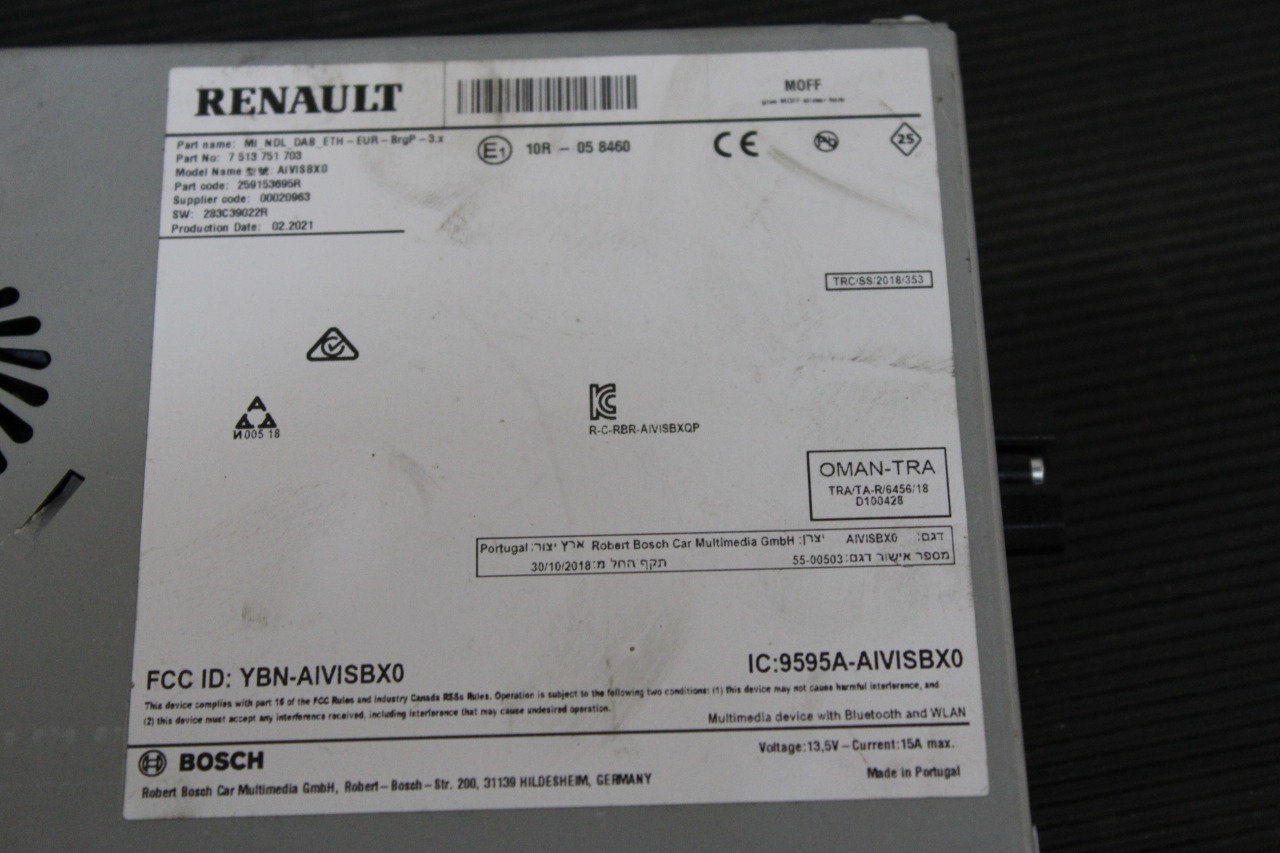 RENAULT
MOFF
Part name: MI_NDL_DAB_ETH-EUR-BrgP-3.x
Part No: 7 513 751 703
Model Name 型號: AIVISBX0
Part code: 259153695R
Supplier code: 00020963
SW: 283C39022R
Production Date: 02.2021
E1 10R - 05 8460
CE
Pb
25
TRC/SS/2018/353
И005 18
R-C-RBR-AIVISBXQP
OMAN-TRA
TRA/TA-R/6456/18
D100428
דגם: AIVISBX0 יצרן: Robert Bosch Car Multimedia GmbH ארץ יצור: Portugal
מספר אישור דגם: 55-00503 תקף החל מ: 30/10/2018
FCC ID: YBN-AIVISBX0
IC:9595A-AIVISBX0
This device complies with part 15 of the FCC Rules and Industry Canada RSSs Rules. Operation is subject to the following two conditions: (1) this device may not cause harmful interference, and
(2) this device must accept any interference received, including interference that may cause undesired operation.
Multimedia device with Bluetooth and WLAN
BOSCH
Voltage:13,5V-Current:15A max.
Robert Bosch Car Multimedia GmbH, Robert-Bosch-Str. 200, 31139 HILDESHEIM, GERMANY
Made in Portugal